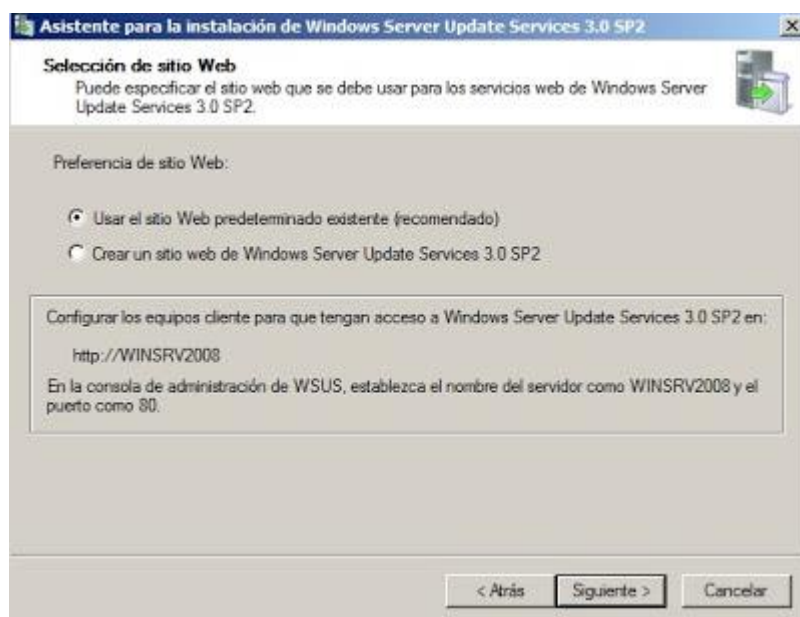 Asistente para la instalación de Windows Server Update Services 3.0 SP2
Selección de sitio Web
Puede especificar el sitio web que se debe usar para los servicios web de Windows Server
Update Services 3.0 SP2.
Preferencia de sitio Web:
Usar el sitio Web predeterminado existente (recomendado)
Crear un sitio web de Windows Server Update Services 3.0 SP2
Configurar los equipos cliente para que tengan acceso a Windows Server Update Services 3.0 SP2 en:
http://WINSRV2008
En la consola de administración de WSUS, establezca el nombre del servidor como WINSRV2008 y el
puerto como 80.
< Atrás
Siguiente >
Cancelar